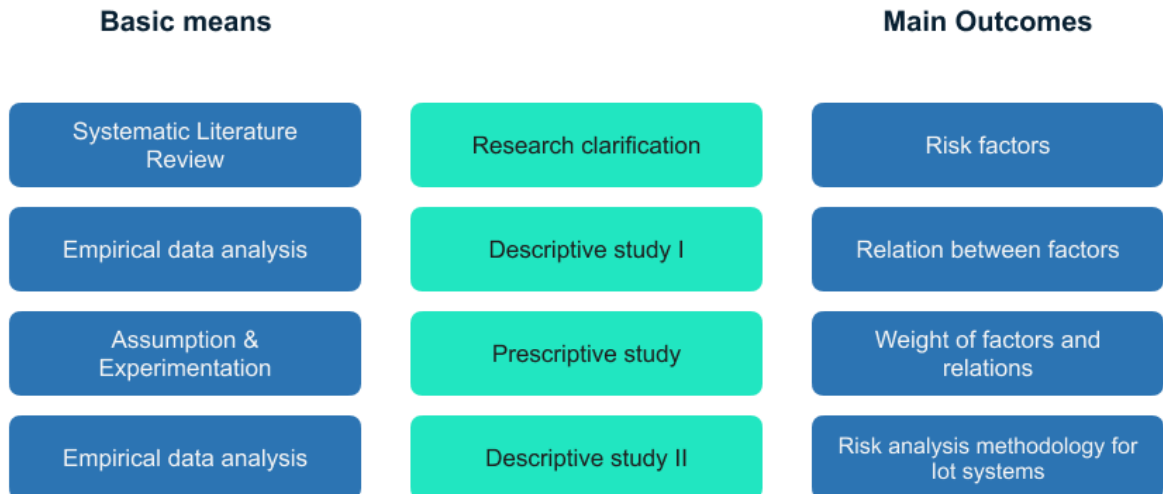 Basic means
Main Outcomes
Systematic Literature
Review
Research clarification
Risk factors
Empirical data analysis
Descriptive study I
Relation between factors
Assumption &
Experimentation
Prescriptive study
Weight of factors and
relations
Empirical data analysis
Descriptive study II
Risk analysis methodology for
Iot systems